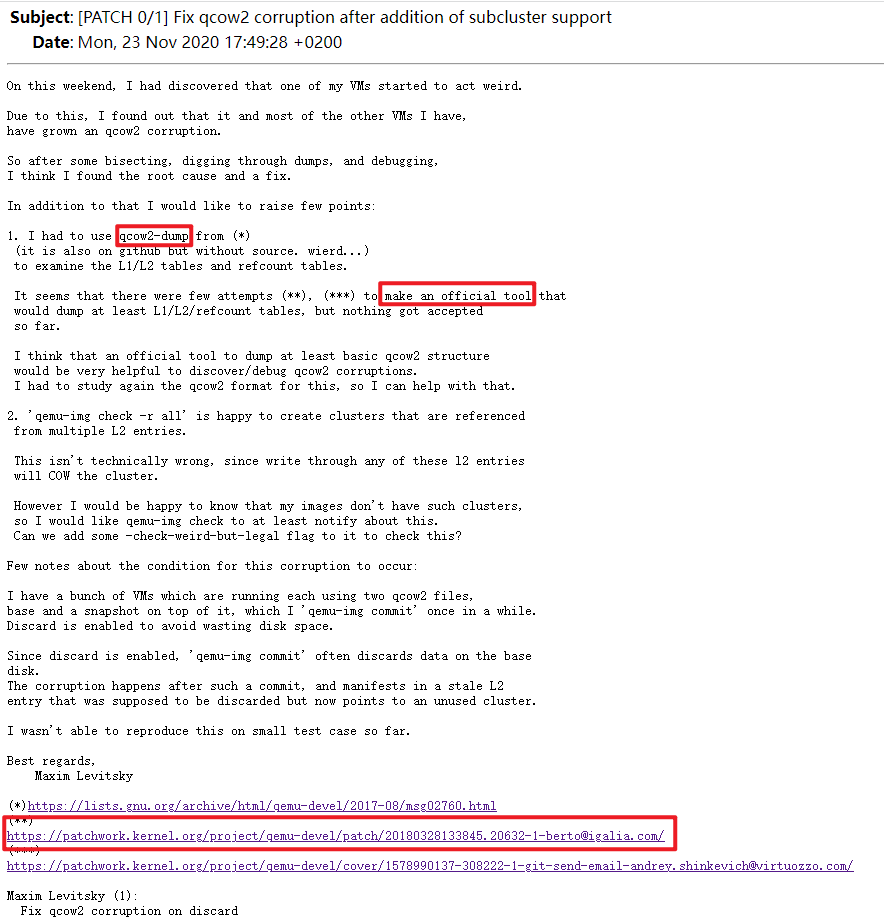 Subject: [PATCH 0/1] Fix qcow2 corruption after addition of subcluster support
Date: Mon, 23 Nov 2020 17:49:28 +0200
On this weekend, I had discovered that one of my VMs started to act weird.
Due to this, I found out that it and most of the other VMs I have,
have grown an qcow2 corruption.
So after some bisecting, digging through dumps, and debugging,
I think I found the root cause and a fix.
In addition to that I would like to raise few points:
1. I had to use qcow2-dump from (*)
(it is also on github but without source. wierd...)
to examine the L1/L2 tables and refcount tables.
It seems that there were few attempts (**), (***) to make an official tool that
would dump at least L1/L2/refcount tables, but nothing got accepted
so far.
I think that an official tool to dump at least basic qcow2 structure
would be very helpful to discover/debug qcow2 corruptions.
I had to study again the qcow2 format for this, so I can help with that.
2. 'qemu-img check -r all' is happy to create clusters that are referenced
from multiple L2 entries.
This isn't technically wrong, since write through any of these l2 entries
will COW the cluster.
However I would be happy to know that my images don't have such clusters,
so I would like qemu-img check to at least notify about this.
Can we add some -check-weird-but-legal flag to it to check this?
Few notes about the condition for this corruption to occur:
I have a bunch of VMs which are running each using two qcow2 files,
base and a snapshot on top of it, which I 'qemu-img commit' once in a while.
Discard is enabled to avoid wasting disk space.
Since discard is enabled, 'qemu-img commit' often discards data on the base
disk.
The corruption happens after such a commit, and manifests in a stale L2
entry that was supposed to be discarded but now points to an unused cluster.
I wasn't able to reproduce this on small test case so far.
Best regards,
Maxim Levitsky
(*)https://lists.gnu.org/archive/html/qemu-devel/2017-08/msg02760.html
(**)
https://patchwork.kernel.org/project/qemu-devel/patch/20180328133845.20632-1-berto@igalia.com/
(***)
https://patchwork.kernel.org/project/qemu-devel/cover/1578990137-308222-1-git-send-email-andrey.shinkevich@virtuozzo.com/
Maxim Levitsky (1):
Fix qcow2 corruption on discard